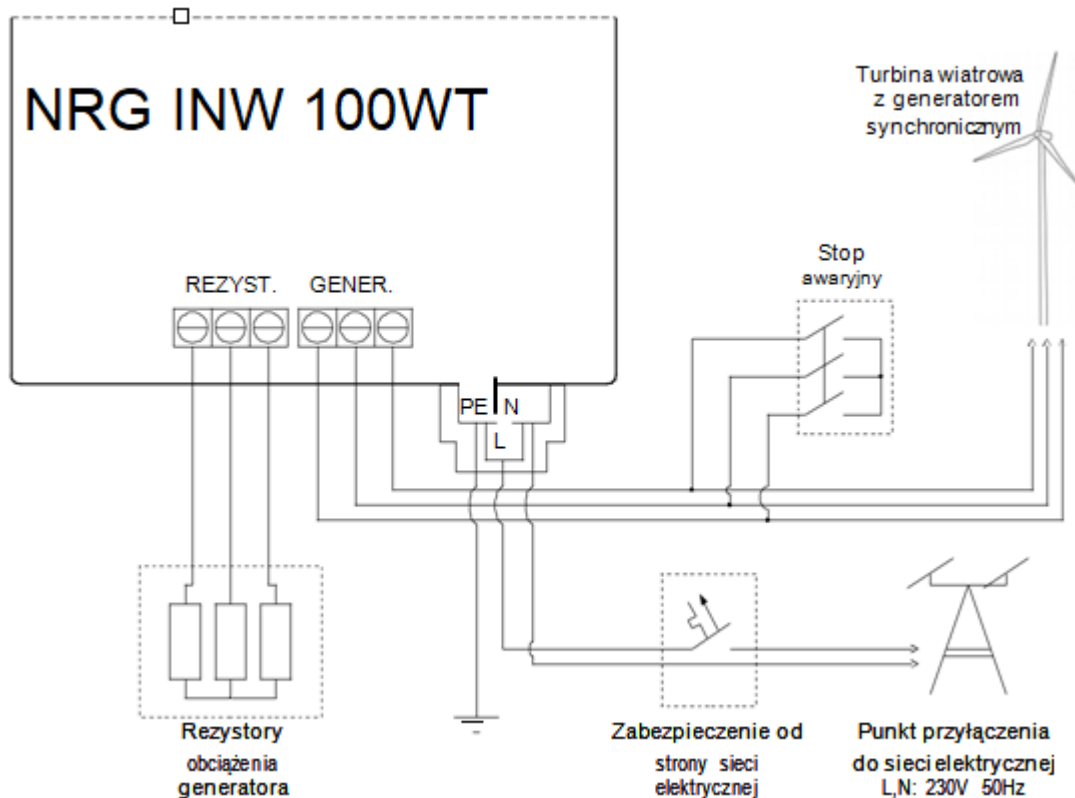 NRG INW 100WT
Turbina wiatrowa
z generatorem
synchronicznym
Stop
awaryjny
REZYST.
GENER.
PE N
L
Rezystory
obciążenia
generatora
Zabezpieczenie od
strony sieci
elektrycznej
Punkt przyłączenia
do sieci elektrycznej
L,N: 230V 50Hz